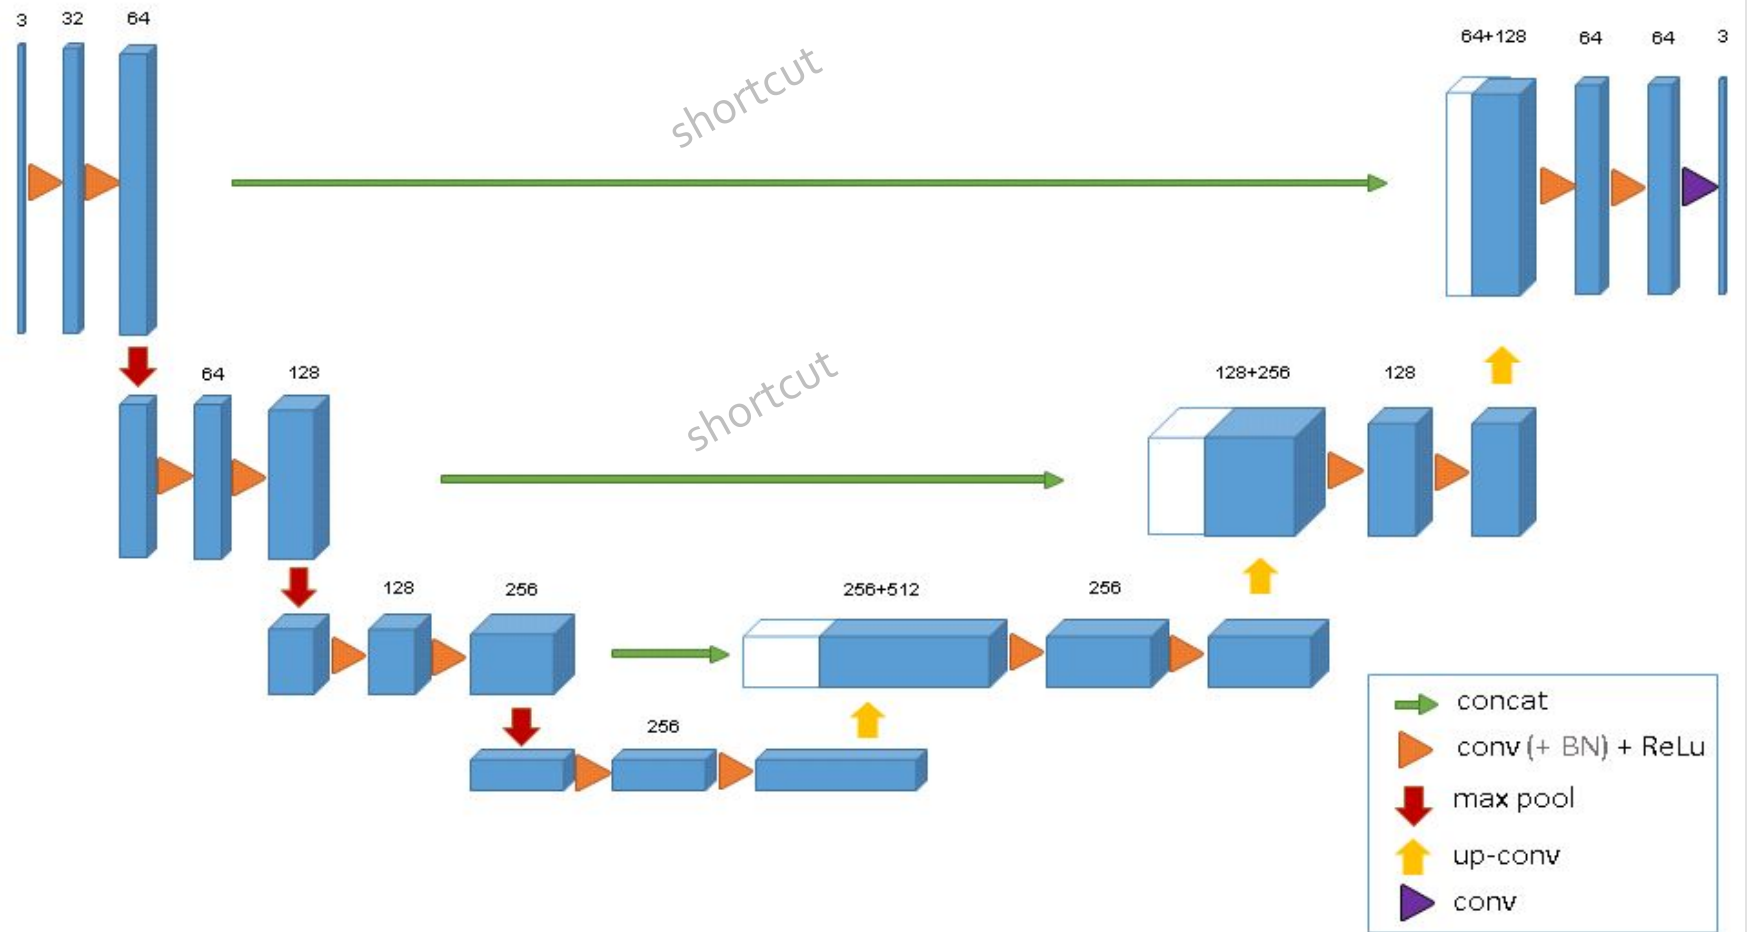 3 32 64
64+128 64 64 3
shortcut
64 128
shortcut
128+256 128
128 256
256+512 256
256
concat
conv (+ BN) + ReLu
max pool
up-conv
conv